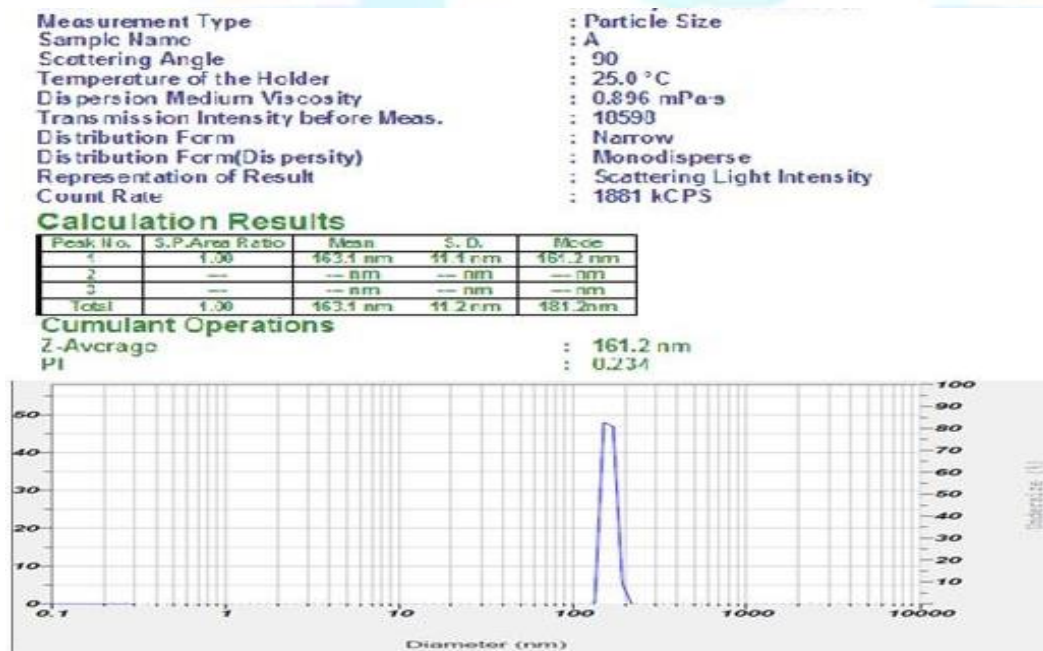 Measurement Type : Particle Size
Sample Name : A
Scattering Angle : 90
Temperature of the Holder : 25.0 °C
Dispersion Medium Viscosity : 0.896 mPa·s
Transmission Intensity before Meas. : 18598
Distribution Form : Narrow
Distribution Form(Dispersity) : Monodisperse
Representation of Result : Scattering Light Intensity
Count Rate : 1881 kCPS
Calculation Results
Peak No. S.P.Area Ratio Mean S. D. Mode
1 1.00 163.1 nm 11.1 nm 161.2 nm
2 --- --- nm --- nm --- nm
3 --- --- nm --- nm --- nm
Total 1.00 163.1 nm 11.2 nm 181.2nm
Cumulant Operations
Z-Average : 161.2 nm
PI : 0.234
100
90
50 80
40 70
60
30 50
20 40
30
10 20
10
0
0.1 1 10 100 1000 10000
Undersize (%)
Diameter (nm)